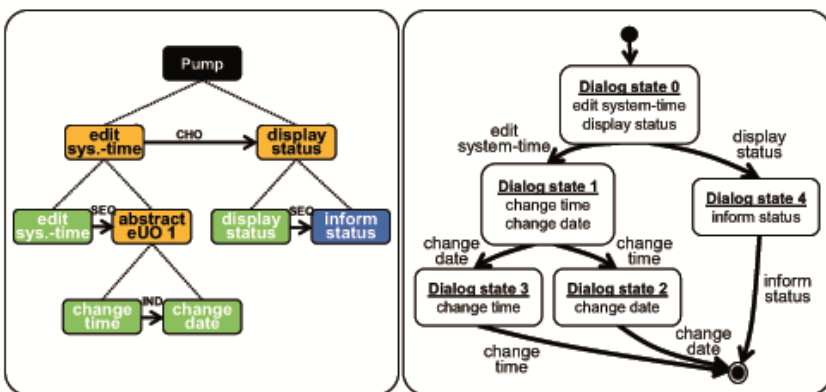 Pump
edit
sys.-time
CHO
display
status
edit
sys.-time
SEQ
abstract
eUO 1
display
status
SEQ
inform
status
change
time
IND
change
date
Dialog state 0
edit system-time
display status
edit
system-time
display
status
Dialog state 1
change time
change date
Dialog state 4
inform status
change
date
change
time
Dialog state 3
change time
Dialog state 2
change date
inform
status
change
time
change
date